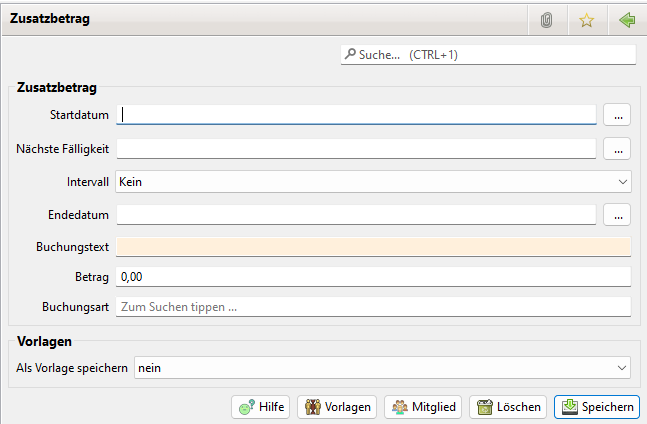 Zusatzbetrag
Suche... (CTRL+1)
Zusatzbetrag
Startdatum ...
Nächste Fälligkeit ...
Intervall Kein
Endedatum ...
Buchungstext
Betrag 0,00
Buchungsart Zum Suchen tippen ...
Vorlagen
Als Vorlage speichern nein
Hilfe Vorlagen Mitglied Löschen Speichern